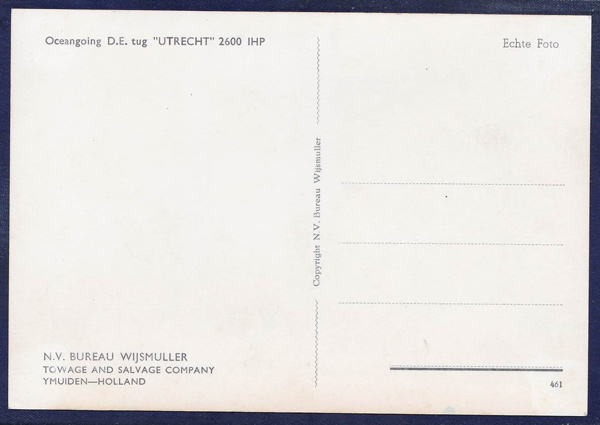 Oceangoing D.E. tug "UTRECHT" 2600 IHP
Echte Foto
Copyright N.V. Bureau Wijsmuller
N.V. BUREAU WIJSMULLER
TOWAGE AND SALVAGE COMPANY
YMUIDEN—HOLLAND
461